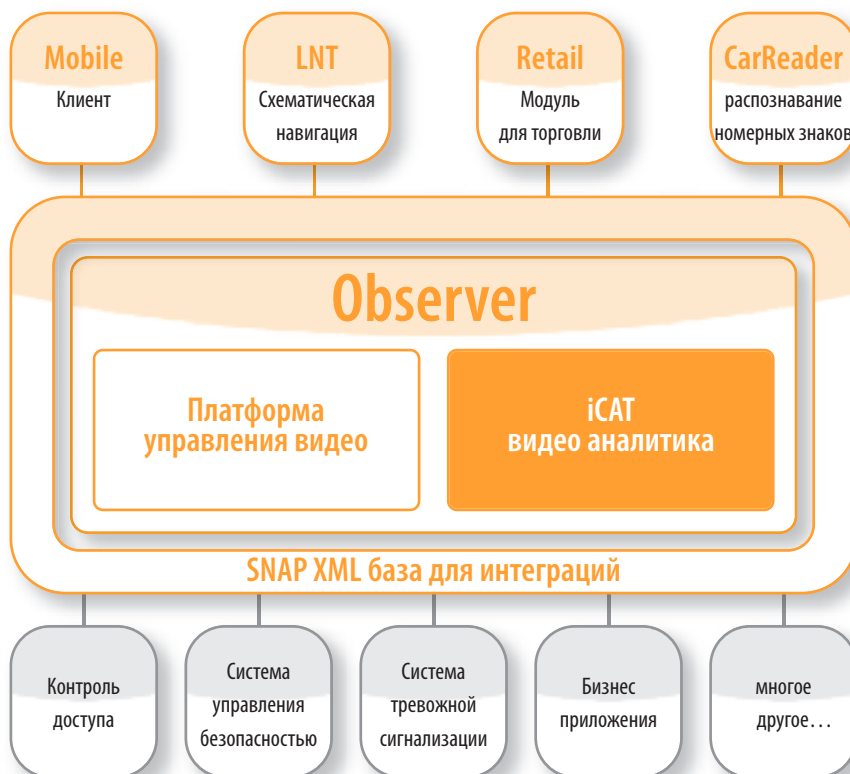 Mobile
Клиент
LNT
Схематическая
навигация
Retail
Модуль
для торговли
CarReader
распознавание
номерных знаков
Observer
Платформа
управления видео
iCAT
видео аналитика
SNAP XML база для интеграций
Контроль
доступа
Система
управления
безопасностью
Система
тревожной
сигнализации
Бизнес
приложения
многое
другое…